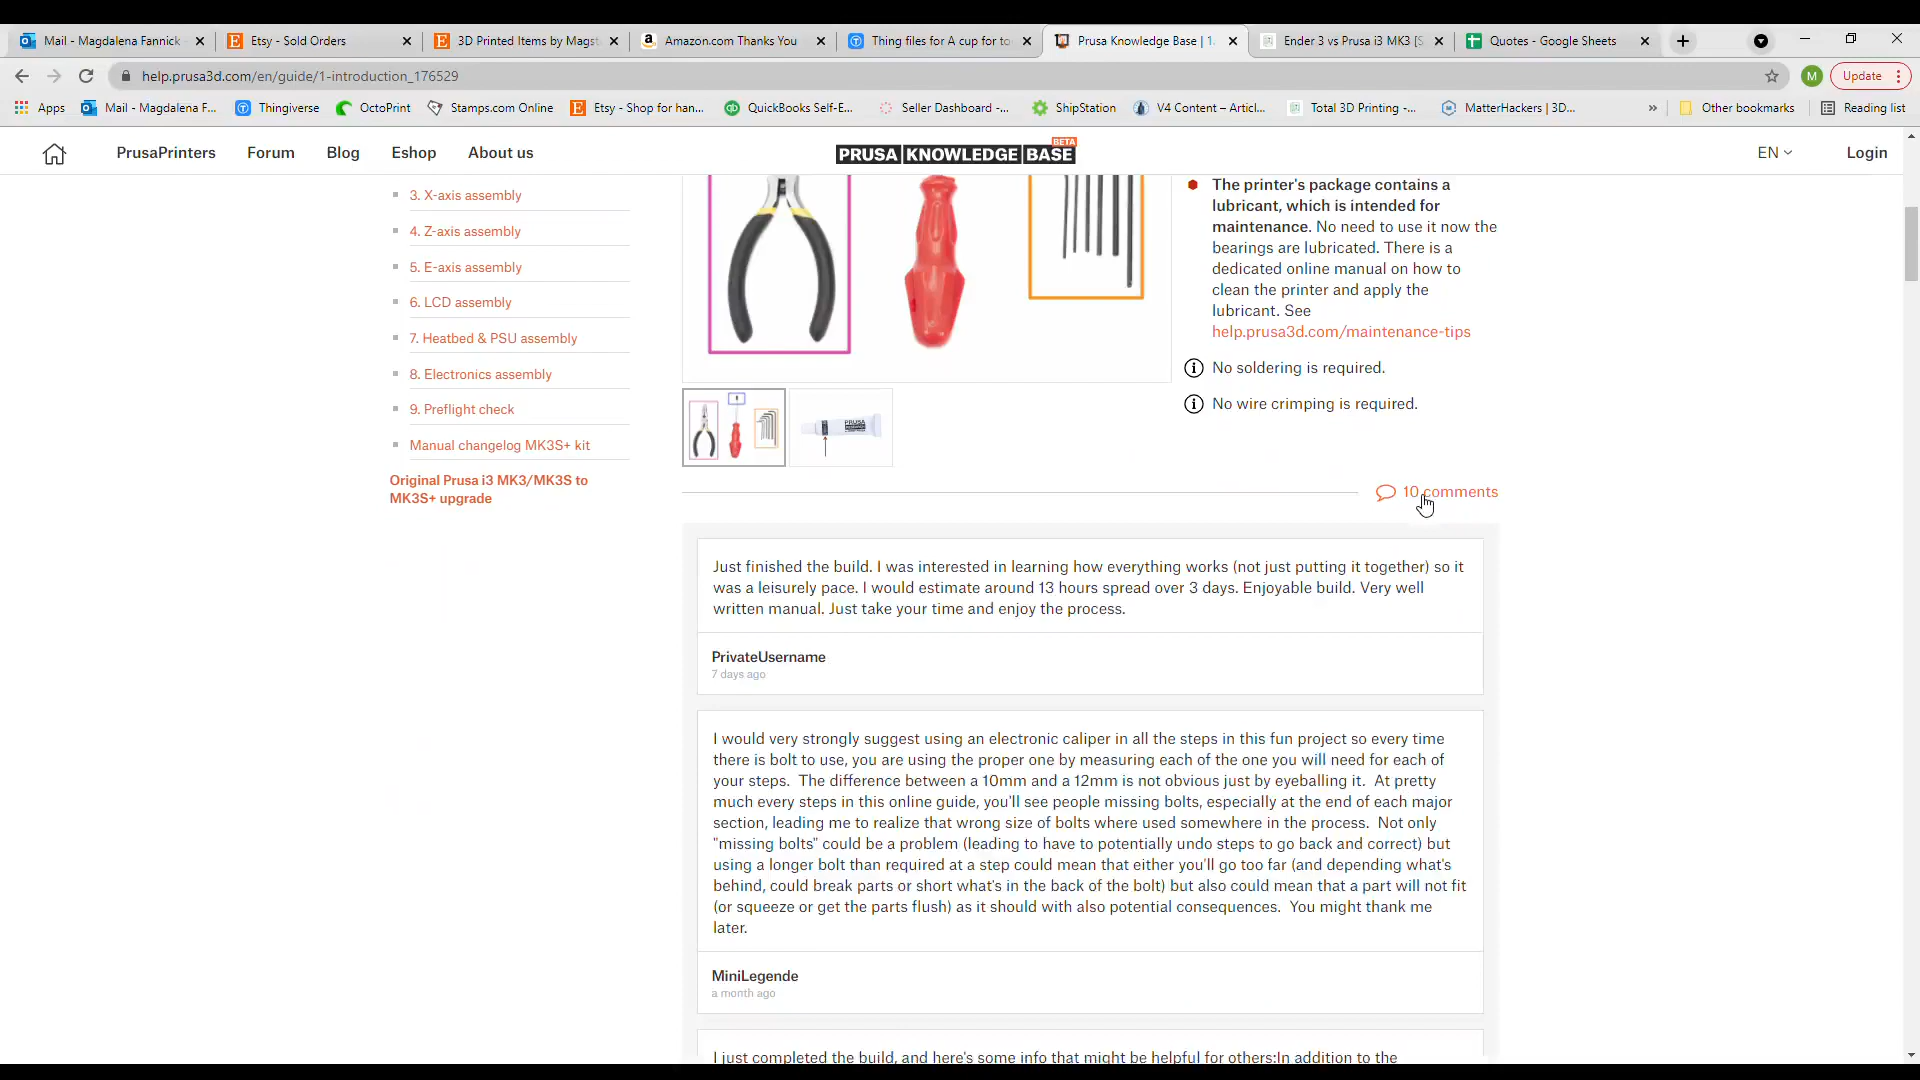 Mail - Magdalena Fannick
Etsy - Sold Orders
3D Printed Items by Magst
Amazon.com Thanks You
Thing files for A cup for to
Prusa Knowledge Base | 1.
Ender 3 vs Prusa i3 MK3 [S
Quotes - Google Sheets
help.prusa3d.com/en/guide/1-introduction_176529
M
Update
Apps
Mail - Magdalena F...
Thingiverse
OctoPrint
Stamps.com Online
Etsy - Shop for han...
QuickBooks Self-E...
Seller Dashboard -...
ShipStation
V4 Content – Articl...
Total 3D Printing -...
MatterHackers | 3D...
»
Other bookmarks
Reading list
PrusaPrinters
Forum
Blog
Eshop
About us
PRUSA KNOWLEDGE BASE
BETA
EN
Login
3. X-axis assembly
4. Z-axis assembly
5. E-axis assembly
6. LCD assembly
7. Heatbed & PSU assembly
8. Electronics assembly
9. Preflight check
Manual changelog MK3S+ kit
Original Prusa i3 MK3/MK3S to
MK3S+ upgrade
The printer's package contains a
lubricant, which is intended for
maintenance. No need to use it now the
bearings are lubricated. There is a
dedicated online manual on how to
clean the printer and apply the
lubricant. See
help.prusa3d.com/maintenance-tips
No soldering is required.
No wire crimping is required.
10 comments
Just finished the build. I was interested in learning how everything works (not just putting it together) so it
was a leisurely pace. I would estimate around 13 hours spread over 3 days. Enjoyable build. Very well
written manual. Just take your time and enjoy the process.
PrivateUsername
7 days ago
I would very strongly suggest using an electronic caliper in all the steps in this fun project so every time
there is bolt to use, you are using the proper one by measuring each of the one you will need for each of
your steps.  The difference between a 10mm and a 12mm is not obvious just by eyeballing it.  At pretty
much every steps in this online guide, you'll see people missing bolts, especially at the end of each major
section, leading me to realize that wrong size of bolts where used somewhere in the process.  Not only
"missing bolts" could be a problem (leading to have to potentially undo steps to go back and correct) but
using a longer bolt than required at a step could mean that either you'll go too far (and depending what's
behind, could break parts or short what's in the back of the bolt) but also could mean that a part will not fit
(or squeeze or get the parts flush) as it should with also potential consequences.  You might thank me
later.
MiniLegende
a month ago
I just completed the build, and here's some info that might be helpful for others:In addition to the